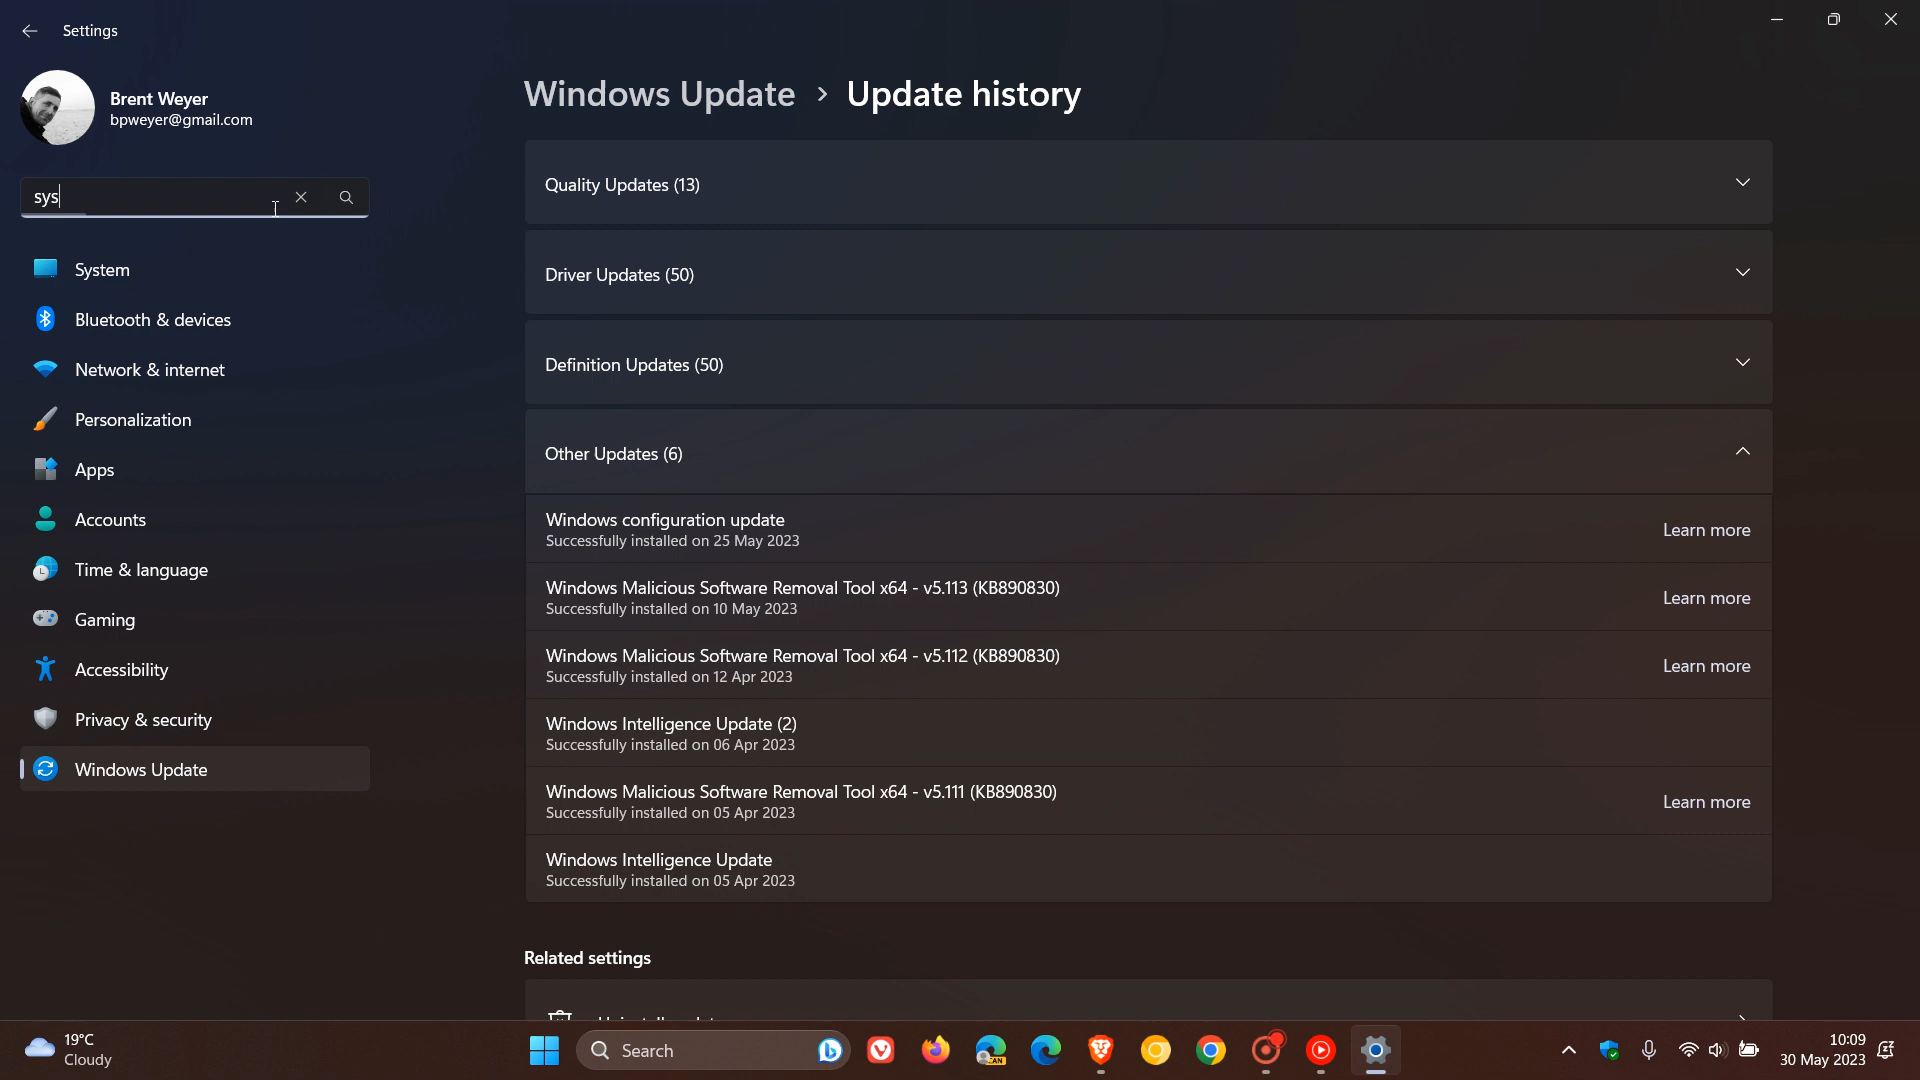 Settings
Brent Weyer
bpweyer@gmail.com
sys
System
Bluetooth & devices
Network & internet
Personalization
Apps
Accounts
Time & language
Gaming
Accessibility
Privacy & security
Windows Update
Windows Update > Update history
Quality Updates (13)
Driver Updates (50)
Definition Updates (50)
Other Updates (6)
Windows configuration update
Successfully installed on 25 May 2023
Learn more
Windows Malicious Software Removal Tool x64 - v5.113 (KB890830)
Successfully installed on 10 May 2023
Learn more
Windows Malicious Software Removal Tool x64 - v5.112 (KB890830)
Successfully installed on 12 Apr 2023
Learn more
Windows Intelligence Update (2)
Successfully installed on 06 Apr 2023
Windows Malicious Software Removal Tool x64 - v5.111 (KB890830)
Successfully installed on 05 Apr 2023
Learn more
Windows Intelligence Update
Successfully installed on 05 Apr 2023
Related settings
19°C
Cloudy
Search
CAN
10:09
30 May 2023